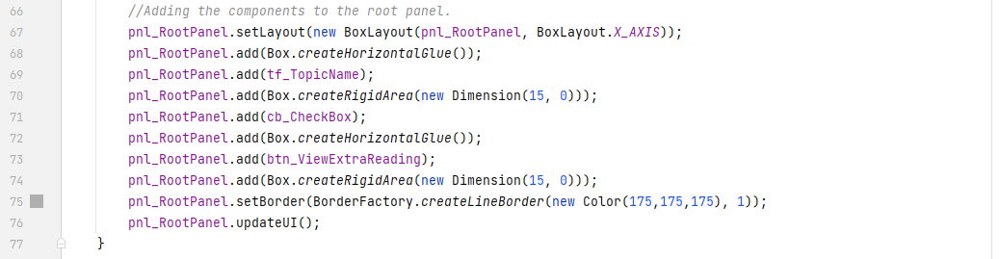 66 //Adding the components to the root panel.
67 pnl_RootPanel.setLayout(new BoxLayout(pnl_RootPanel, BoxLayout.X_AXIS));
68 pnl_RootPanel.add(Box.createHorizontalGlue());
69 pnl_RootPanel.add(tf_TopicName);
70 pnl_RootPanel.add(Box.createRigidArea(new Dimension(15, 0)));
71 pnl_RootPanel.add(cb_CheckBox);
72 pnl_RootPanel.add(Box.createHorizontalGlue());
73 pnl_RootPanel.add(btn_ViewExtraReading);
74 pnl_RootPanel.add(Box.createRigidArea(new Dimension(15, 0)));
75 pnl_RootPanel.setBorder(BorderFactory.createLineBorder(new Color(175,175,175), 1));
76 pnl_RootPanel.updateUI();
77 }